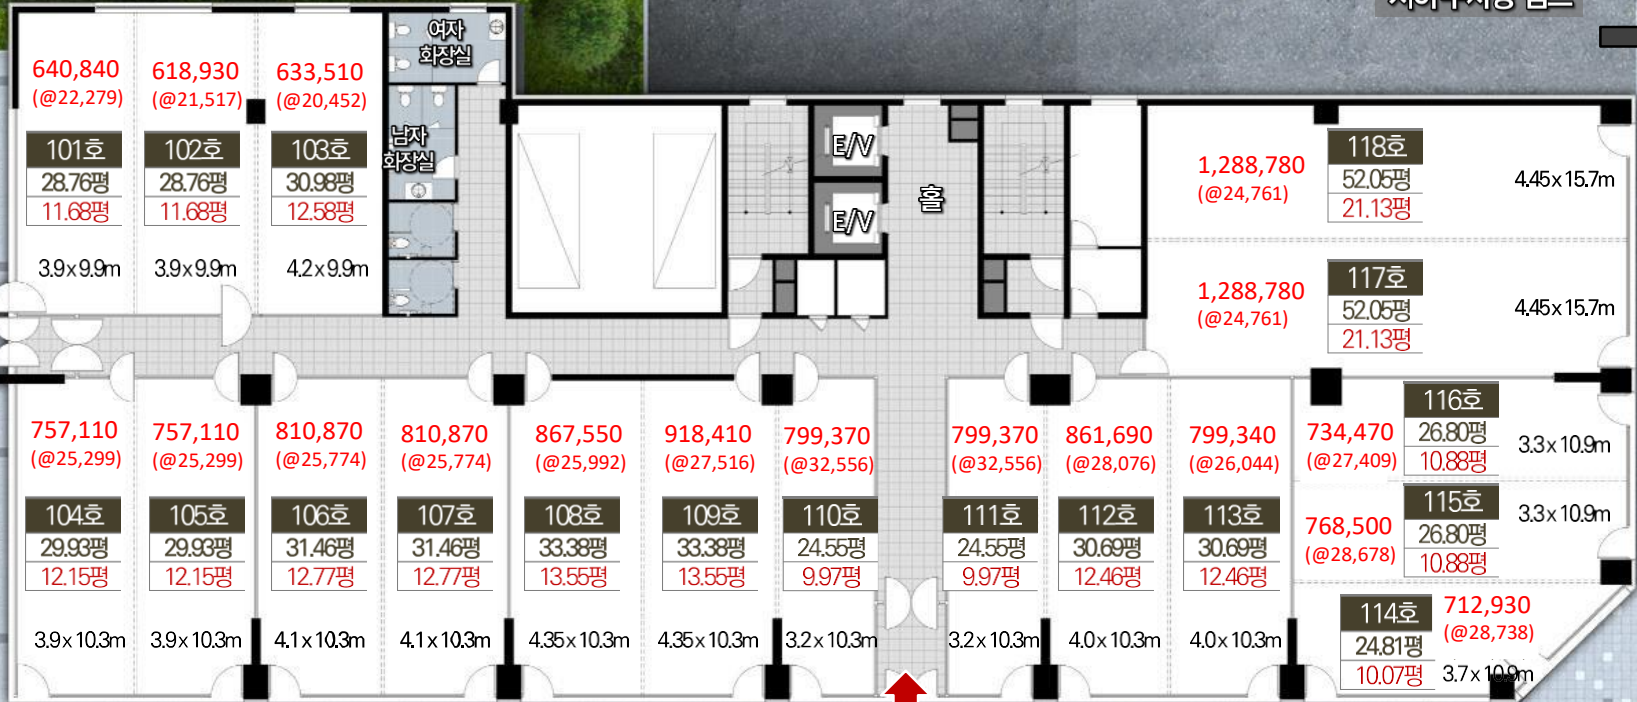 여자
화장실
남자
화장실
E/V
E/V
홀
640,840
(@22,279)
101호
28.76평
11.68평
3.9x9.9m
618,930
(@21,517)
102호
28.76평
11.68평
3.9x9.9m
633,510
(@20,452)
103호
30.98평
12.58평
4.2x9.9m
1,288,780
(@24,761)
118호
52.05평
21.13평
4.45x15.7m
1,288,780
(@24,761)
117호
52.05평
21.13평
4.45x15.7m
757,110
(@25,299)
104호
29.93평
12.15평
3.9x10.3m
757,110
(@25,299)
105호
29.93평
12.15평
3.9x10.3m
810,870
(@25,774)
106호
31.46평
12.77평
4.1x10.3m
810,870
(@25,774)
107호
31.46평
12.77평
4.1x10.3m
867,550
(@25,992)
108호
33.38평
13.55평
4.35x10.3m
918,410
(@27,516)
109호
33.38평
13.55평
4.35x10.3m
799,370
(@32,556)
110호
24.55평
9.97평
3.2x10.3m
799,370
(@32,556)
111호
24.55평
9.97평
3.2x10.3m
861,690
(@28,076)
112호
30.69평
12.46평
4.0x10.3m
799,340
(@26,044)
113호
30.69평
12.46평
4.0x10.3m
734,470
(@27,409)
116호
26.80평
10.88평
3.3x10.9m
768,500
(@28,678)
115호
26.80평
10.88평
3.3x10.9m
114호
24.81평
10.07평
712,930
(@28,738)
3.7x10.9m